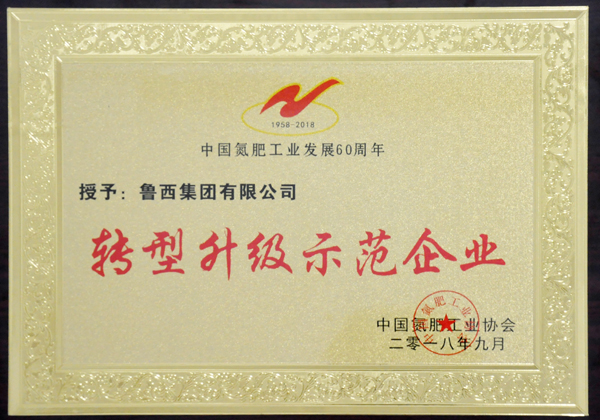 1958-2018
中国氮肥工业发展60周年
授予：鲁西集团有限公司
转型升级示范企业
中国氮肥工业协会
二零一八年九月